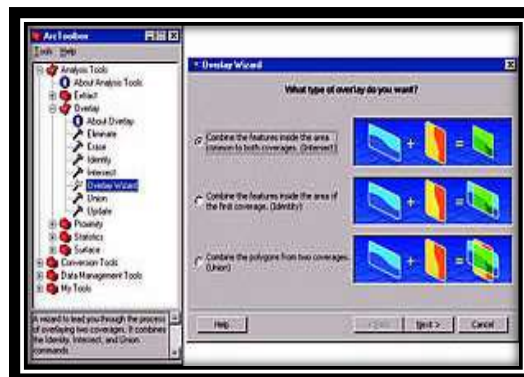 ArcToolbox
Tools Help
Analysis Tools
About Analysis Tools
Extract
Overlay
About Overlay
Eliminate
Erase
Identity
Intersect
Overlay Wizard
Union
Update
Proximity
Statistics
Surface
Conversion Tools
Data Management Tools
My Tools
A wizard to lead you through the process
of overlaying two coverages. It combines
the Identity, Intersect, and Union
commands.
Overlay Wizard
What type of overlay do you want?
Combine the features inside the area
common to both coverages. (Intersect)
Combine the features inside the area of
the first coverage. (Identity)
Combine the polygons from two coverages.
(Union)
Help
< Back
Next >
Cancel